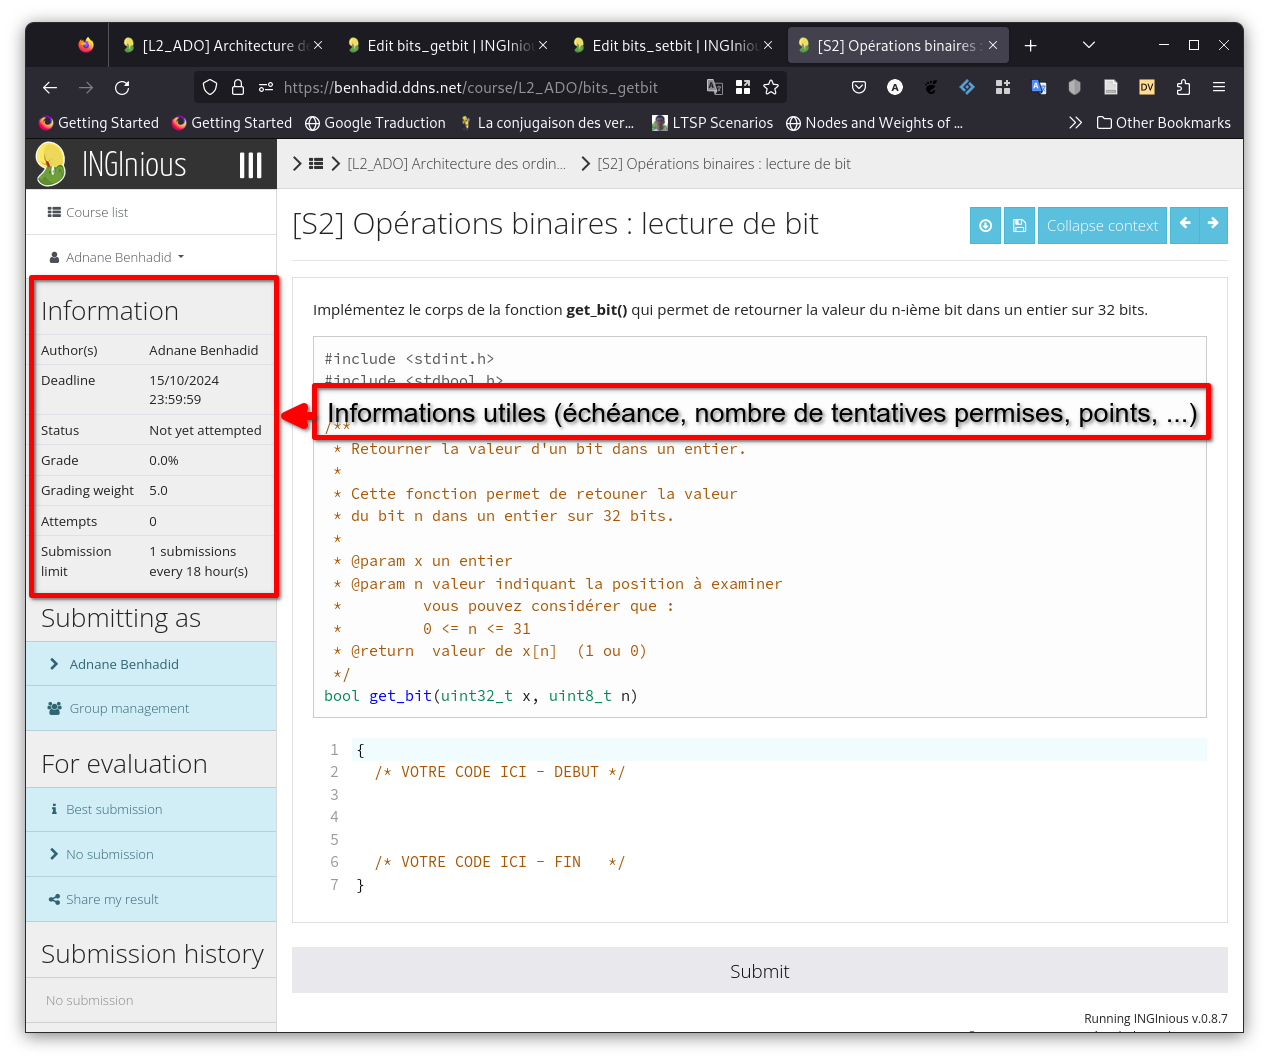 [L2_ADO] Architecture d
Edit bits_getbit | INGInio
Edit bits_setbit | INGInio
[S2] Opérations binaires :
https://benhadid.ddns.net/course/L2_ADO/bits_getbit
Getting Started
Getting Started
Google Traduction
La conjugaison des ver...
LTSP Scenarios
Nodes and Weights of ...
Other Bookmarks
INGInious
[L2_ADO] Architecture des ordin...
[S2] Opérations binaires : lecture de bit
Course list
Adnane Benhadid
[S2] Opérations binaires : lecture de bit
Collapse context
Information
Author(s) Adnane Benhadid
Deadline 15/10/2024
23:59:59
Status Not yet attempted
Grade 0.0%
Grading weight 5.0
Attempts 0
Submission 1 submissions
limit every 18 hour(s)
Submitting as
Adnane Benhadid
Group management
For evaluation
Best submission
No submission
Share my result
Submission history
No submission
Implémentez le corps de la fonction get_bit() qui permet de retourner la valeur du n-ième bit dans un entier sur 32 bits.
#include <stdint.h>
#include <stdbool.h>
Informations utiles (échéance, nombre de tentatives permises, points, ...)
/**
* Retourner la valeur d'un bit dans un entier.
*
* Cette fonction permet de retouner la valeur
* du bit n dans un entier sur 32 bits.
*
* @param x un entier
* @param n valeur indiquant la position à examiner
* vous pouvez considérer que :
* 0 <= n <= 31
* @return valeur de x[n] (1 ou 0)
*/
bool get_bit(uint32_t x, uint8_t n)
1 {
2 /* VOTRE CODE ICI - DEBUT */
3
4
5
6 /* VOTRE CODE ICI - FIN */
7 }
Submit
Running INGInious v.0.8.7